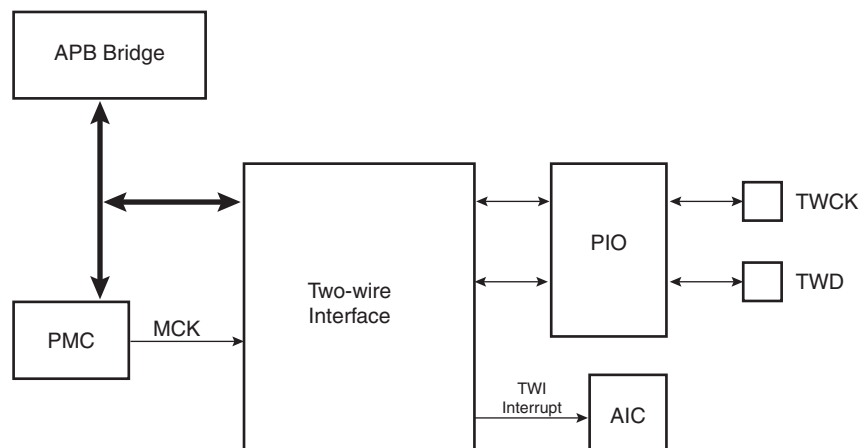 APB Bridge
TWCK
PIO
Two-wire
Interface
TWD
PMC
MCK
TWI
Interrupt
AIC